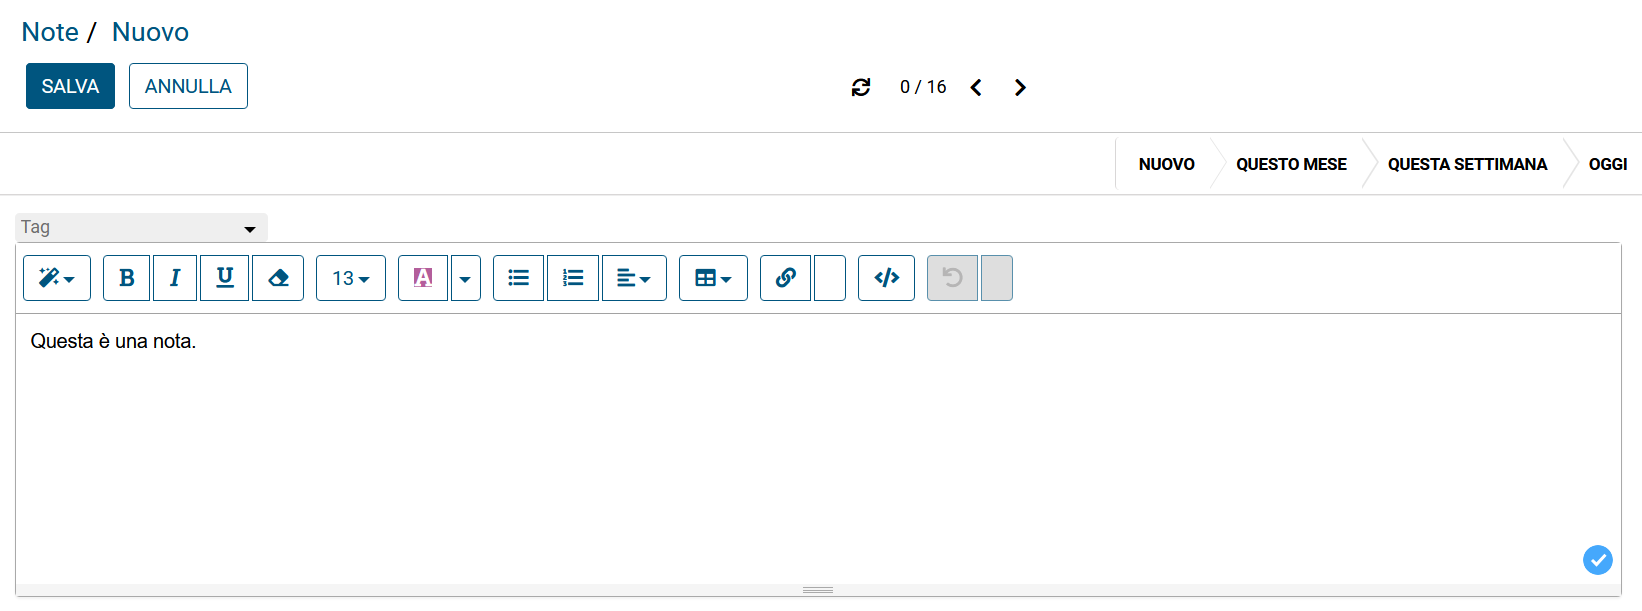 Note / Nuovo
SALVA ANNULLA 0 / 16
NUOVO QUESTO MESE QUESTA SETTIMANA OGGI
Tag
B I U 13 A
Questa è una nota.